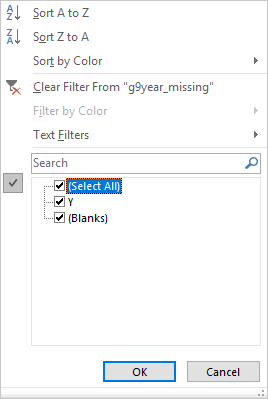 A
Z
Sort A to Z
Z
A
Sort Z to A
Sort by Color
Clear Filter From "g9year_missing"
Filter by Color
Text Filters
Search
(Select All)
Y
(Blanks)
OK
Cancel